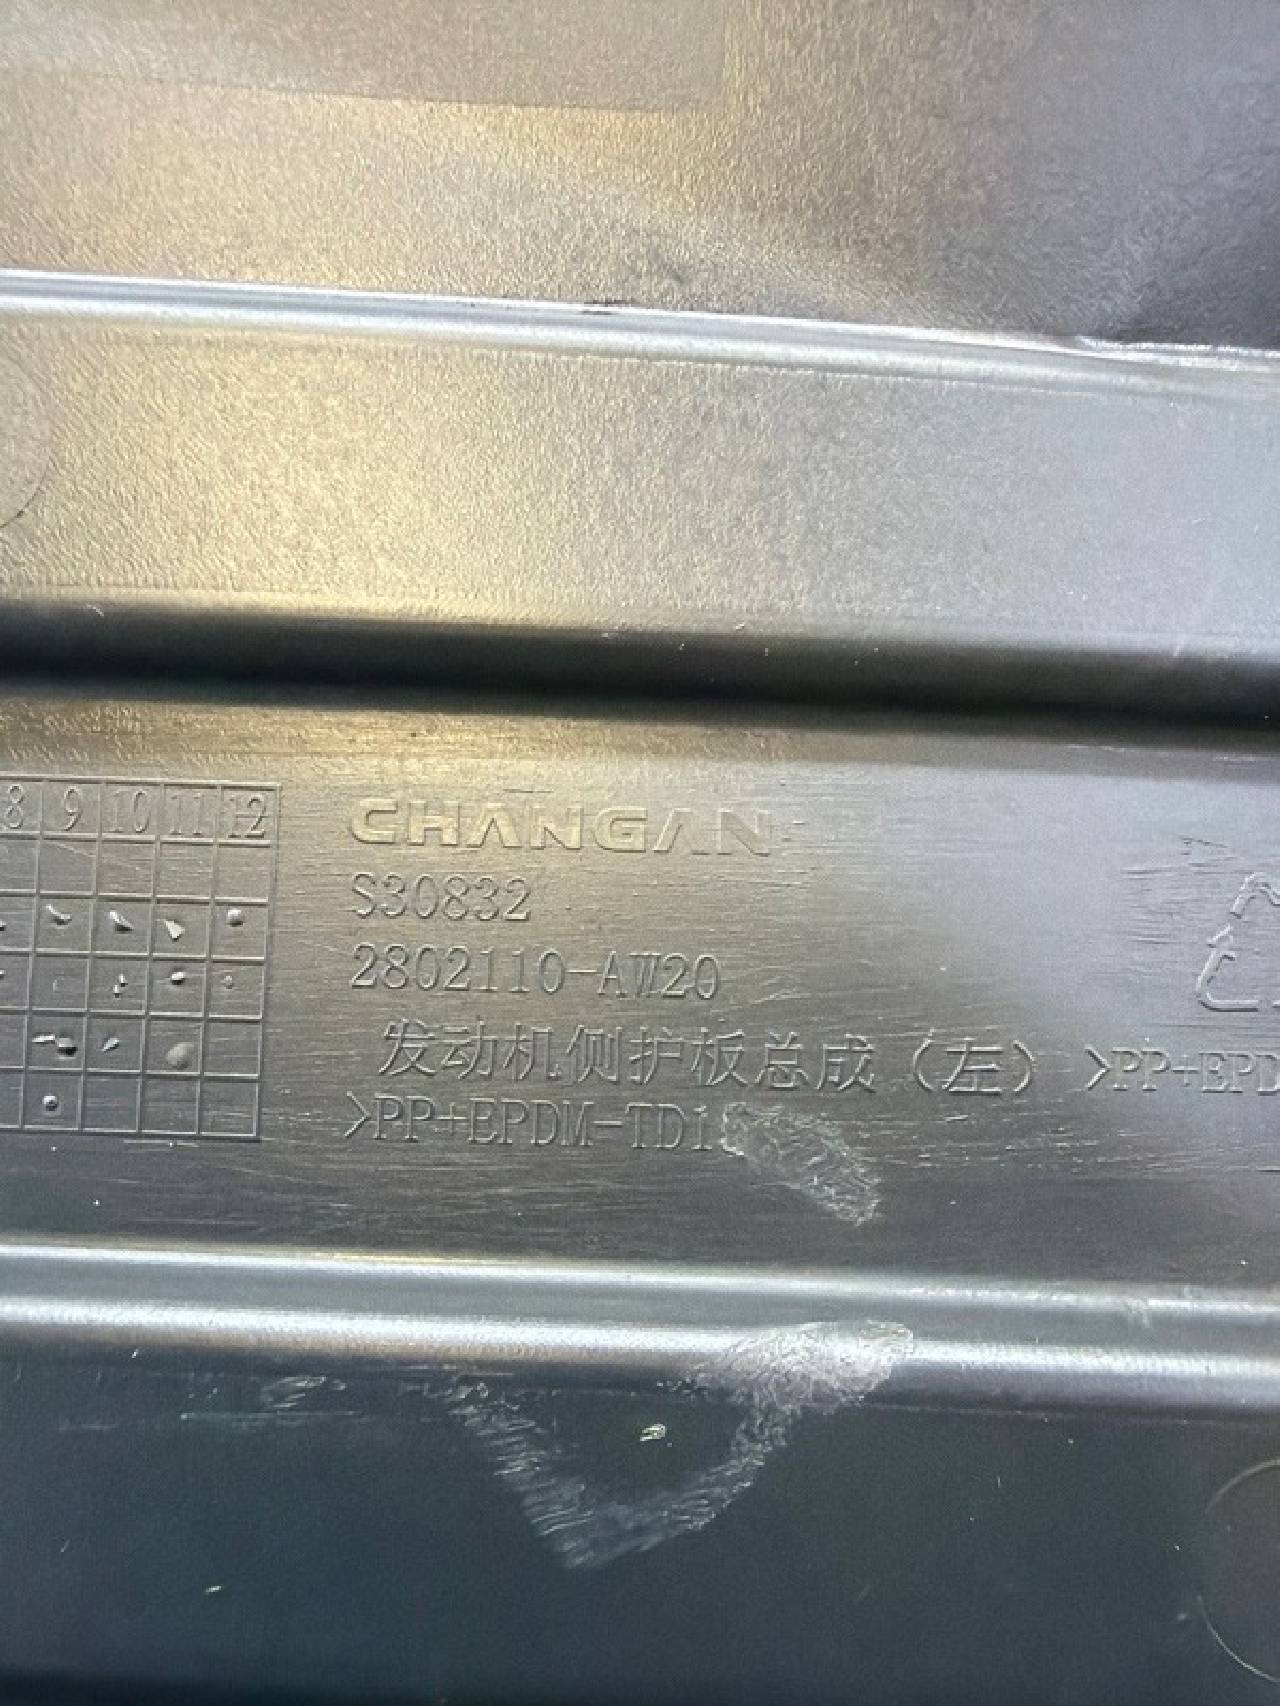 8 9 10 11 12
CHANGAN
S30832
2802110-AW20
发动机侧护板总成（左） >PP+EPD
>PP+EPDM-TD1